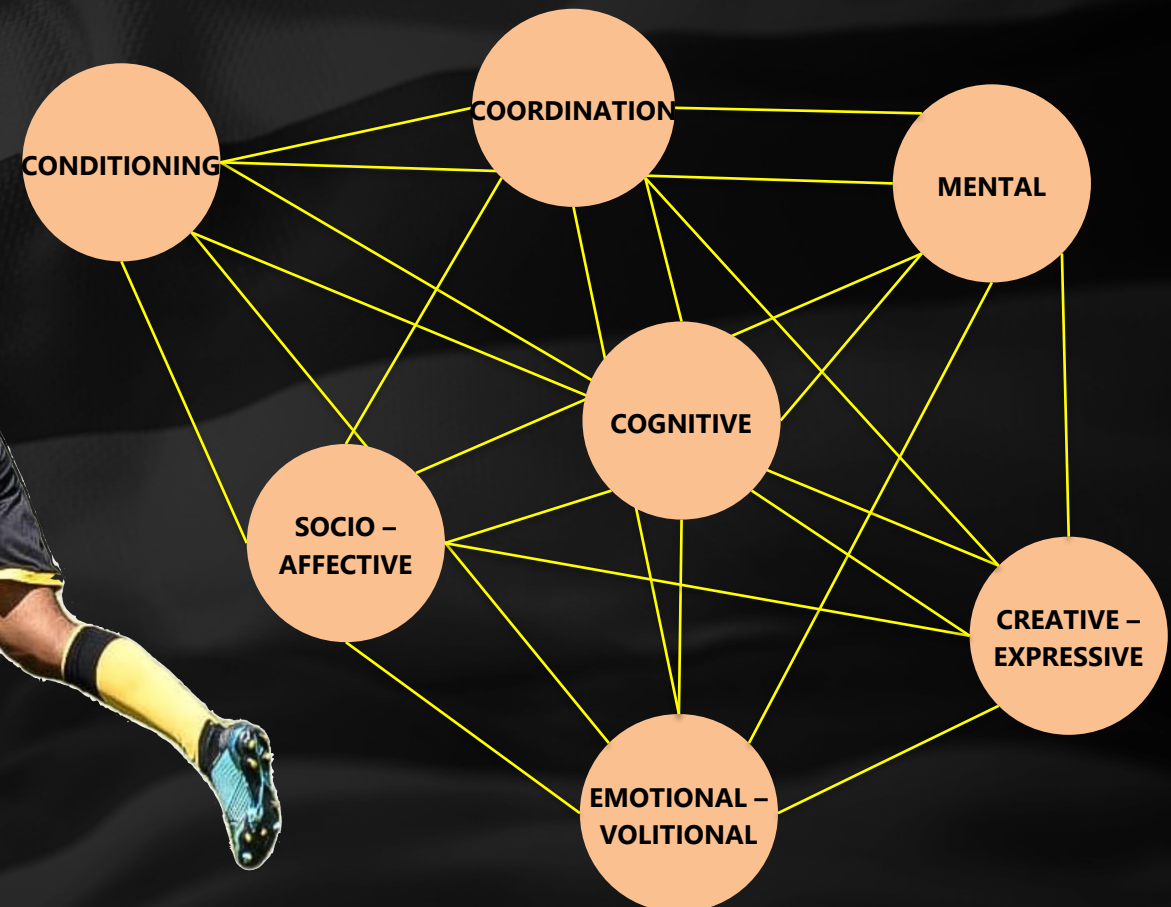 COORDINATION
CONDITIONING
MENTAL
COGNITIVE
SOCIO –
AFFECTIVE
CREATIVE –
EXPRESSIVE
EMOTIONAL –
VOLITIONAL